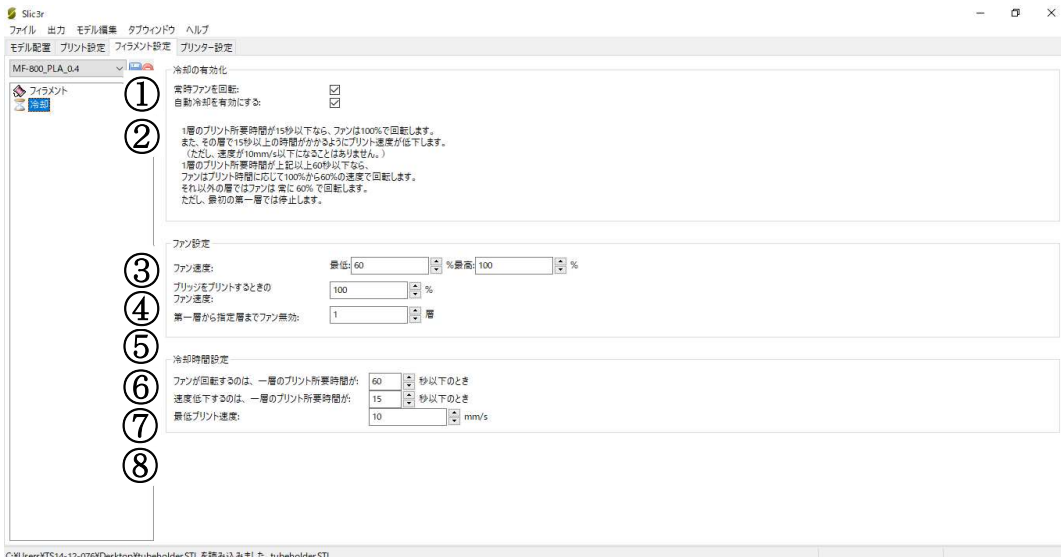 Slic3r
ファイル 出力 モデル編集 タブウィンドウ ヘルプ
モデル配置 プリント設定 フィラメント設定 プリンター設定
MF-800_PLA_0.4
フィラメント
冷却
冷却の有効化
① 常時ファンを回転:
自動冷却を有効にする:
②
1層のプリント所要時間が15秒以下なら、ファンは100%で回転します。
また、その層で15秒以上の時間がかかるようにプリント速度が低下します。
（ただし、速度が10mm/s以下になることはありません。）
1層のプリント所要時間が上記以上60秒以下なら、
ファンはプリント時間に応じて100%から60%の速度で回転します。
それ以外の層ではファンは 常に 60% で回転します。
ただし、最初の第一層では停止します。
ファン設定
③ ファン速度: 最低: 60 %最高: 100 %
ブリッジをプリントするときの
ファン速度: 100 %
④ 第一層から指定層までファン無効: 1 層
⑤
冷却時間設定
⑥ ファンが回転するのは、一層のプリント所要時間が: 60 秒以下のとき
速度低下するのは、一層のプリント所要時間が: 15 秒以下のとき
⑦ 最低プリント速度: 10 mm/s
⑧
C:¥Users¥TS14-12-076¥Desktop¥tubeholder.STL を読み込みました tubeholder.STL